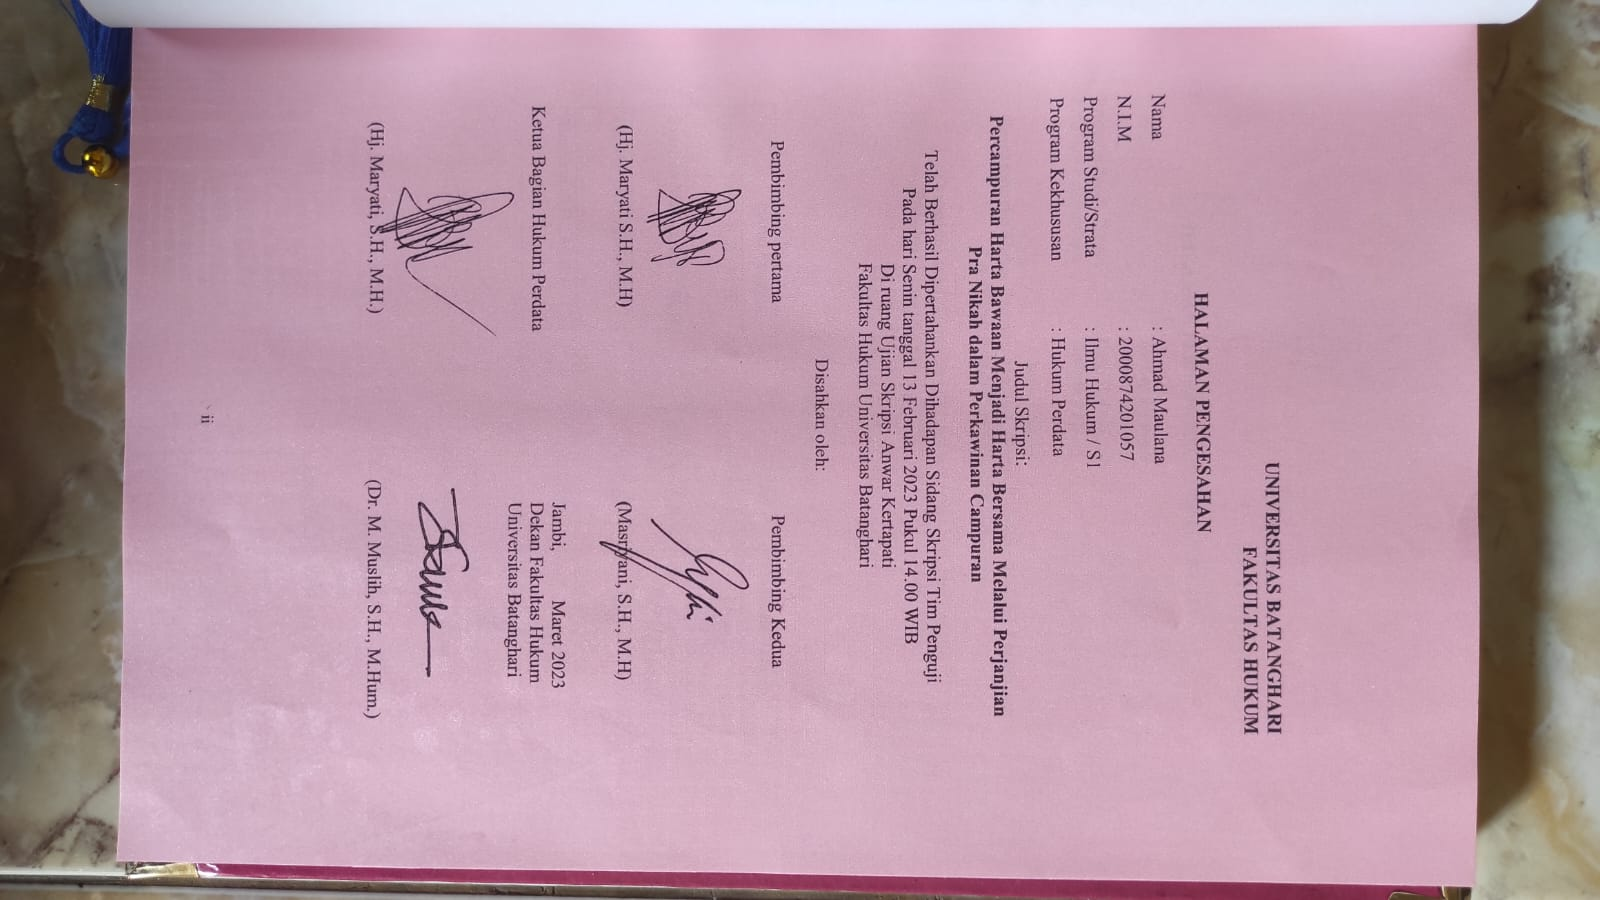 UNIVERSITAS BATANGHARI
FAKULTAS HUKUM
HALAMAN PENGESAHAN
Nama : Ahmad Maulana
N.I.M : 2000874201057
Program Studi/Strata : Ilmu Hukum / S1
Program Kekhususan : Hukum Perdata
Judul Skripsi:
Percampuran Harta Bawaan Menjadi Harta Bersama Melalui Perjanjian
Pra Nikah dalam Perkawinan Campuran
Telah Berhasil Dipertahankan Dihadapan Sidang Skripsi Tim Penguji
Pada hari Senin tanggal 13 Februari 2023 Pukul 14.00 WIB
Di ruang Ujian Skripsi Anwar Kertapati
Fakultas Hukum Universitas Batanghari
Disahkan oleh:
Pembimbing pertama Pembimbing Kedua
(Hj. Maryati S.H., M.H) (Masriyani, S.H., M.H)
Jambi, Maret 2023
Ketua Bagian Hukum Perdata Dekan Fakultas Hukum
Universitas Batanghari
(Hj. Maryati, S.H., M.H.) (Dr. M. Muslih, S.H., M.Hum.)
ii